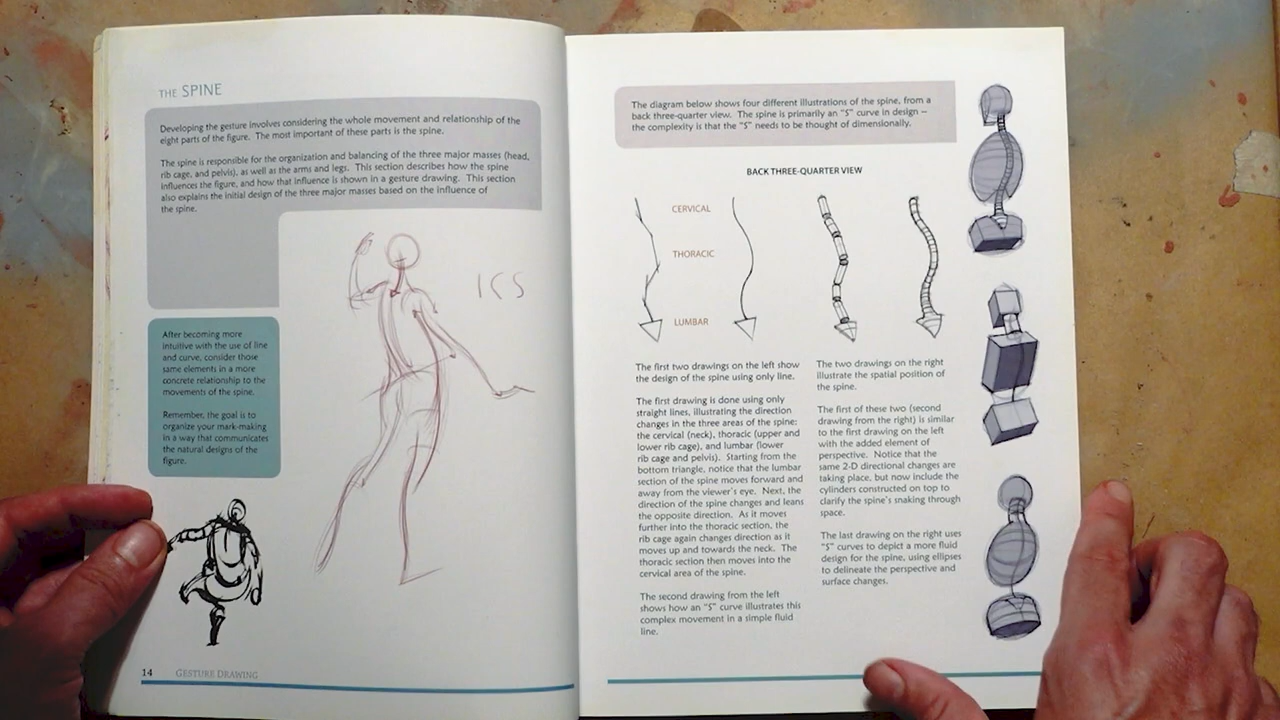 THE SPINE
Developing the gesture involves considering the whole movement and relationship of the
eight parts of the figure. The most important of these parts is the spine.
The spine is responsible for the organization and balancing of the three major masses (head,
rib cage, and pelvis), as well as the arms and legs. This section describes how the spine
influences the figure, and how that influence is shown in a gesture drawing. This section
also explains the initial design of the three major masses based on the influence of
the spine.
ICS
After becoming more
intuitive with the use of line
and curve, consider those
same elements in a more
concrete relationship to the
movements of the spine.
Remember, the goal is to
organize your mark-making
in a way that communicates
the natural designs of the
figure.
14 GESTURE DRAWING
The diagram below shows four different illustrations of the spine, from a
back three-quarter view. The spine is primarily an "S" curve in design –
the complexity is that the "S" needs to be thought of dimensionally.
BACK THREE-QUARTER VIEW
CERVICAL
THORACIC
LUMBAR
The first two drawings on the left show
the design of the spine using only line.
The first drawing is done using only
straight lines, illustrating the direction
changes in the three areas of the spine:
the cervical (neck), thoracic (upper and
lower rib cage), and lumbar (lower
rib cage and pelvis). Starting from the
bottom triangle, notice that the lumbar
section of the spine moves forward and
away from the viewer's eye. Next, the
direction of the spine changes and leans
the opposite direction. As it moves
further into the thoracic section, the
rib cage again changes direction as it
moves up and towards the neck. The
thoracic section then moves into the
cervical area of the spine.
The second drawing from the left
shows how an "S" curve illustrates this
complex movement in a simple fluid
line.
The two drawings on the right
illustrate the spatial position of
the spine.
The first of these two (second
drawing from the right) is similar
to the first drawing on the left
with the added element of
perspective. Notice that the
same 2-D directional changes are
taking place, but now include the
cylinders constructed on top to
clarify the spine's snaking through
space.
The last drawing on the right uses
"S" curves to depict a more fluid
design for the spine, using ellipses
to delineate the perspective and
surface changes.